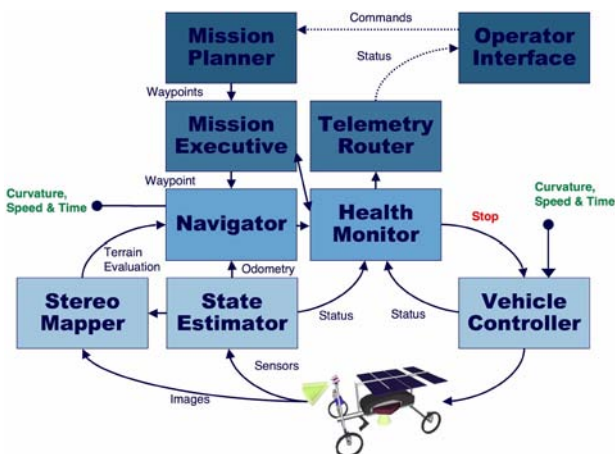 Commands
Mission
Planner
Operator
Interface
Status
Waypoints
Mission
Executive
Telemetry
Router
Waypoint
Curvature,
Speed & Time
Navigator
Health
Monitor
Stop
Curvature,
Speed & Time
Terrain
Evaluation
Odometry
Stereo
Mapper
State
Estimator
Status
Status
Vehicle
Controller
Sensors
Images